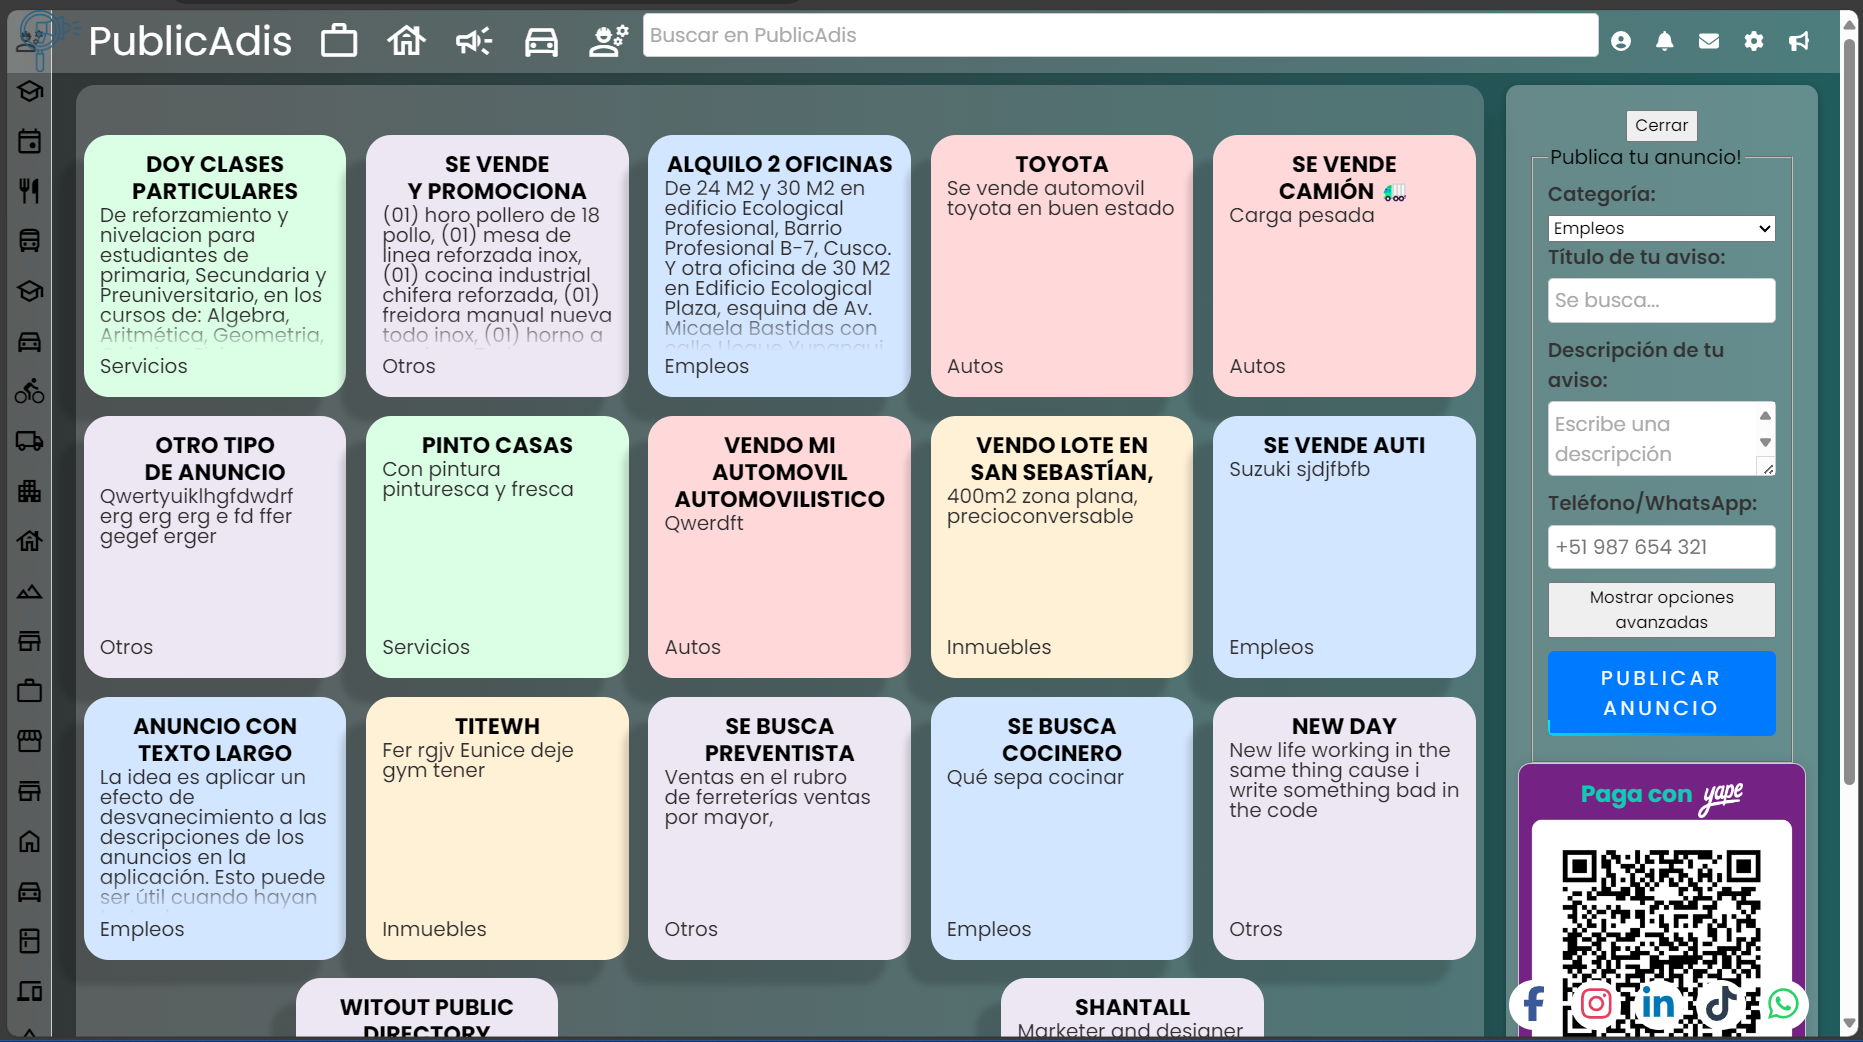 PublicAdis
Buscar en PublicAdis
DOY CLASES
PARTICULARES
De reforzamiento y
nivelacion para
estudiantes de
primaria, Secundaria y
Preuniversitario, en los
cursos de: Algebra,
Aritmética, Geometria,
Servicios
SE VENDE
Y PROMOCIONA
(01) horo pollero de 18
pollo, (01) mesa de
linea reforzada inox,
(01) cocina industrial
chifera reforzada, (01)
freidora manual nueva
todo inox, (01) horno a
Otros
ALQUILO 2 OFICINAS
De 24 M2 y 30 M2 en
edificio Ecological
Profesional, Barrio
Profesional B-7, Cusco.
Y otra oficina de 30 M2
en Edificio Ecological
Plaza, esquina de Av.
Micaela Bastidas con
Empleos
TOYOTA
Se vende automovil
toyota en buen estado
Autos
SE VENDE
CAMIÓN 🚛
Carga pesada
Autos
OTRO TIPO
DE ANUNCIO
Qwertyuiklhgfdwdrf
erg erg erg e fd ffer
gegef erger
Otros
PINTO CASAS
Con pintura
pinturesca y fresca
Servicios
VENDO MI
AUTOMOVIL
AUTOMOVILISTICO
Qwerdft
Autos
VENDO LOTE EN
SAN SEBASTÍAN,
400m2 zona plana,
precioconversable
Inmuebles
SE VENDE AUTI
Suzuki sjdjfbfb
Empleos
ANUNCIO CON
TEXTO LARGO
La idea es aplicar un
efecto de
desvanecimiento a las
descripciones de los
anuncios en la
aplicación. Esto puede
ser útil cuando hayan
Empleos
TITEWH
Fer rgjv Eunice deje
gym tener
Inmuebles
SE BUSCA
PREVENTISTA
Ventas en el rubro
de ferreterías ventas
por mayor,
Otros
SE BUSCA
COCINERO
Qué sepa cocinar
Empleos
NEW DAY
New life working in the
same thing cause i
write something bad in
the code
Otros
WITOUT PUBLIC
DIRECTORY
SHANTALL
Marketer and designer
Cerrar
Publica tu anuncio!
Categoría:
Empleos
Título de tu aviso:
Se busca...
Descripción de tu
aviso:
Escribe una
descripción
Teléfono/WhatsApp:
+51 987 654 321
Mostrar opciones
avanzadas
PUBLICAR
ANUNCIO
Paga con yape